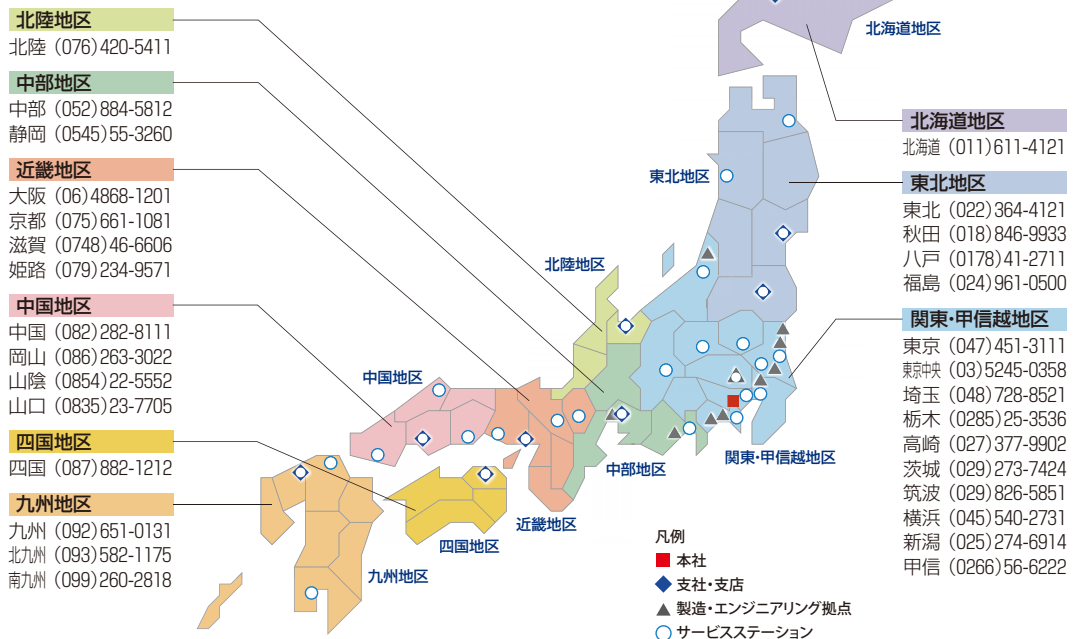 北陸地区
北陸 (076)420-5411
中部地区
中部 (052)884-5812
静岡 (0545)55-3260
近畿地区
大阪 (06)4868-1201
京都 (075)661-1081
滋賀 (0748)46-6606
姫路 (079)234-9571
中国地区
中国 (082)282-8111
岡山 (086)263-3022
山陰 (0854)22-5552
山口 (0835)23-7705
四国地区
四国 (087)882-1212
九州地区
九州 (092)651-0131
北九州 (093)582-1175
南九州 (099)260-2818
北海道地区
東北地区
北陸地区
中国地区
関東・甲信越地区
中部地区
近畿地区
四国地区
九州地区
凡例
本社
支社・支店
製造・エンジニアリング拠点
サービスステーション
北海道地区
北海道 (011)611-4121
東北地区
東北 (022)364-4121
秋田 (018)846-9933
八戸 (0178)41-2711
福島 (024)961-0500
関東・甲信越地区
東京 (047)451-3111
東京中央 (03)5245-0358
埼玉 (048)728-8521
栃木 (0285)25-3536
高崎 (027)377-9902
茨城 (029)273-7424
筑波 (029)826-5851
横浜 (045)540-2731
新潟 (025)274-6914
甲信 (0266)56-6222